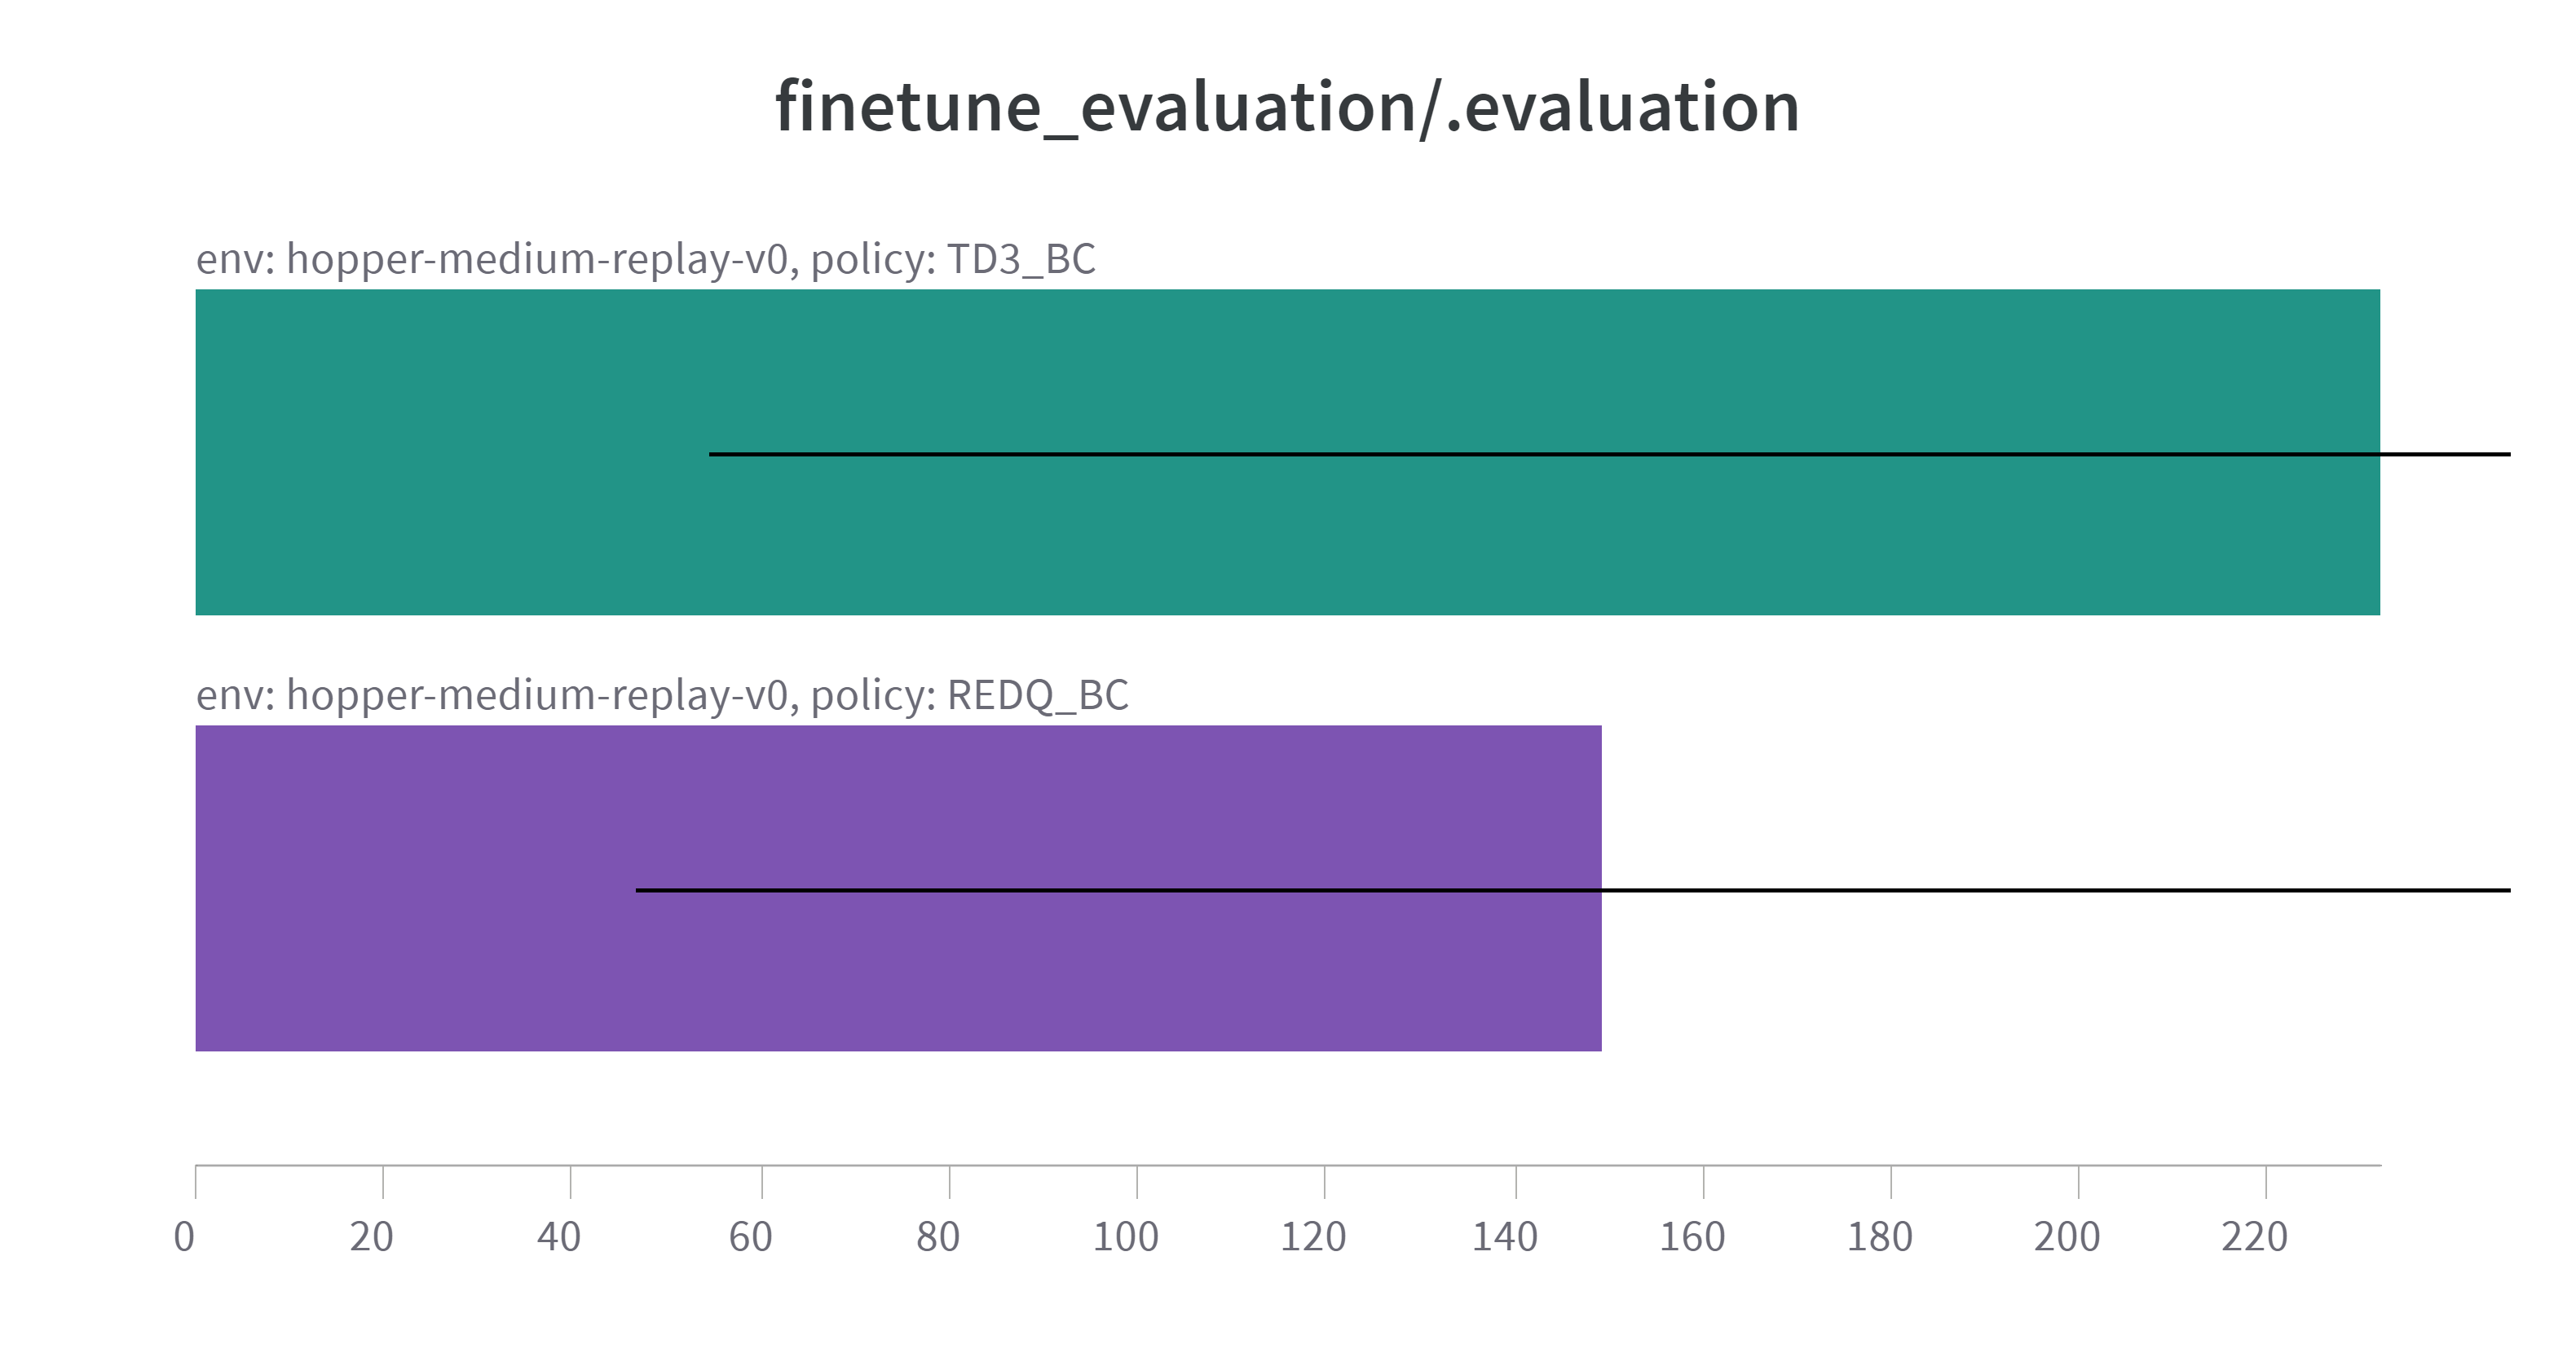 finetune_evaluation/.evaluation
env: hopper-medium-replay-v0, policy: TD3_BC
env: hopper-medium-replay-v0, policy: REDQ_BC
0 20 40 60 80 100 120 140 160 180 200 220